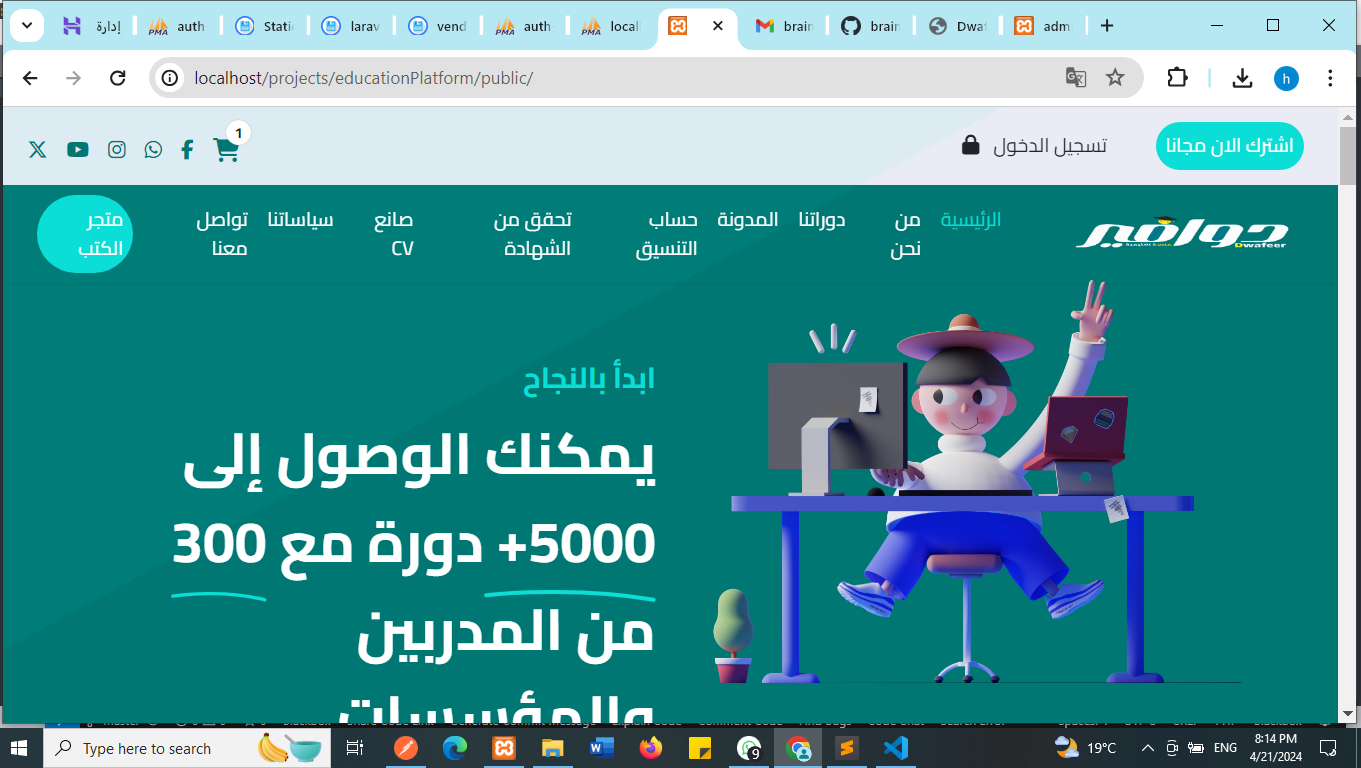 إدارة
auth
Static
larav
vend
auth
local
brain
brain
Dwaf
adm
localhost/projects/educationPlatform/public/
h
1
تسجيل الدخول
اشترك الان مجانا
دوافير
Dwafeer
الرئيسية
من نحن
دوراتنا
المدونة
حساب التنسيق
تحقق من الشهادة
صانع CV
سياساتنا
تواصل معنا
متجر الكتب
ابدأ بالنجاح
يمكنك الوصول إلى
5000+ دورة مع 300
من المدربين
والمؤسسات
Type here to search
9
19°C
ENG
8:14 PM
4/21/2024